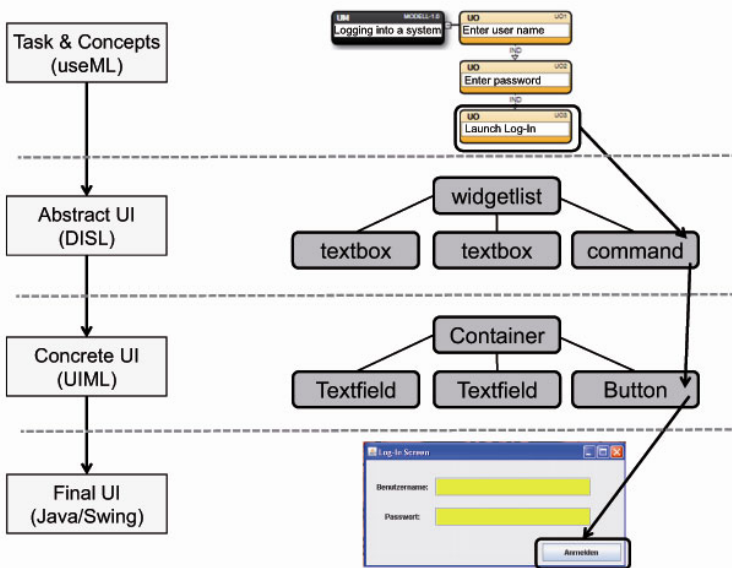 Task & Concepts
(useML)
UM MODELL-1.0
Logging into a system
UO UO1
Enter user name
IND
UO UO2
Enter password
IND
UO UO3
Launch Log-In
Abstract UI
(DISL)
widgetlist
textbox textbox command
Concrete UI
(UIML)
Container
Textfield Textfield Button
Final UI
(Java/Swing)
Log-In Screen
Benutzername:
Passwort:
Anmelden